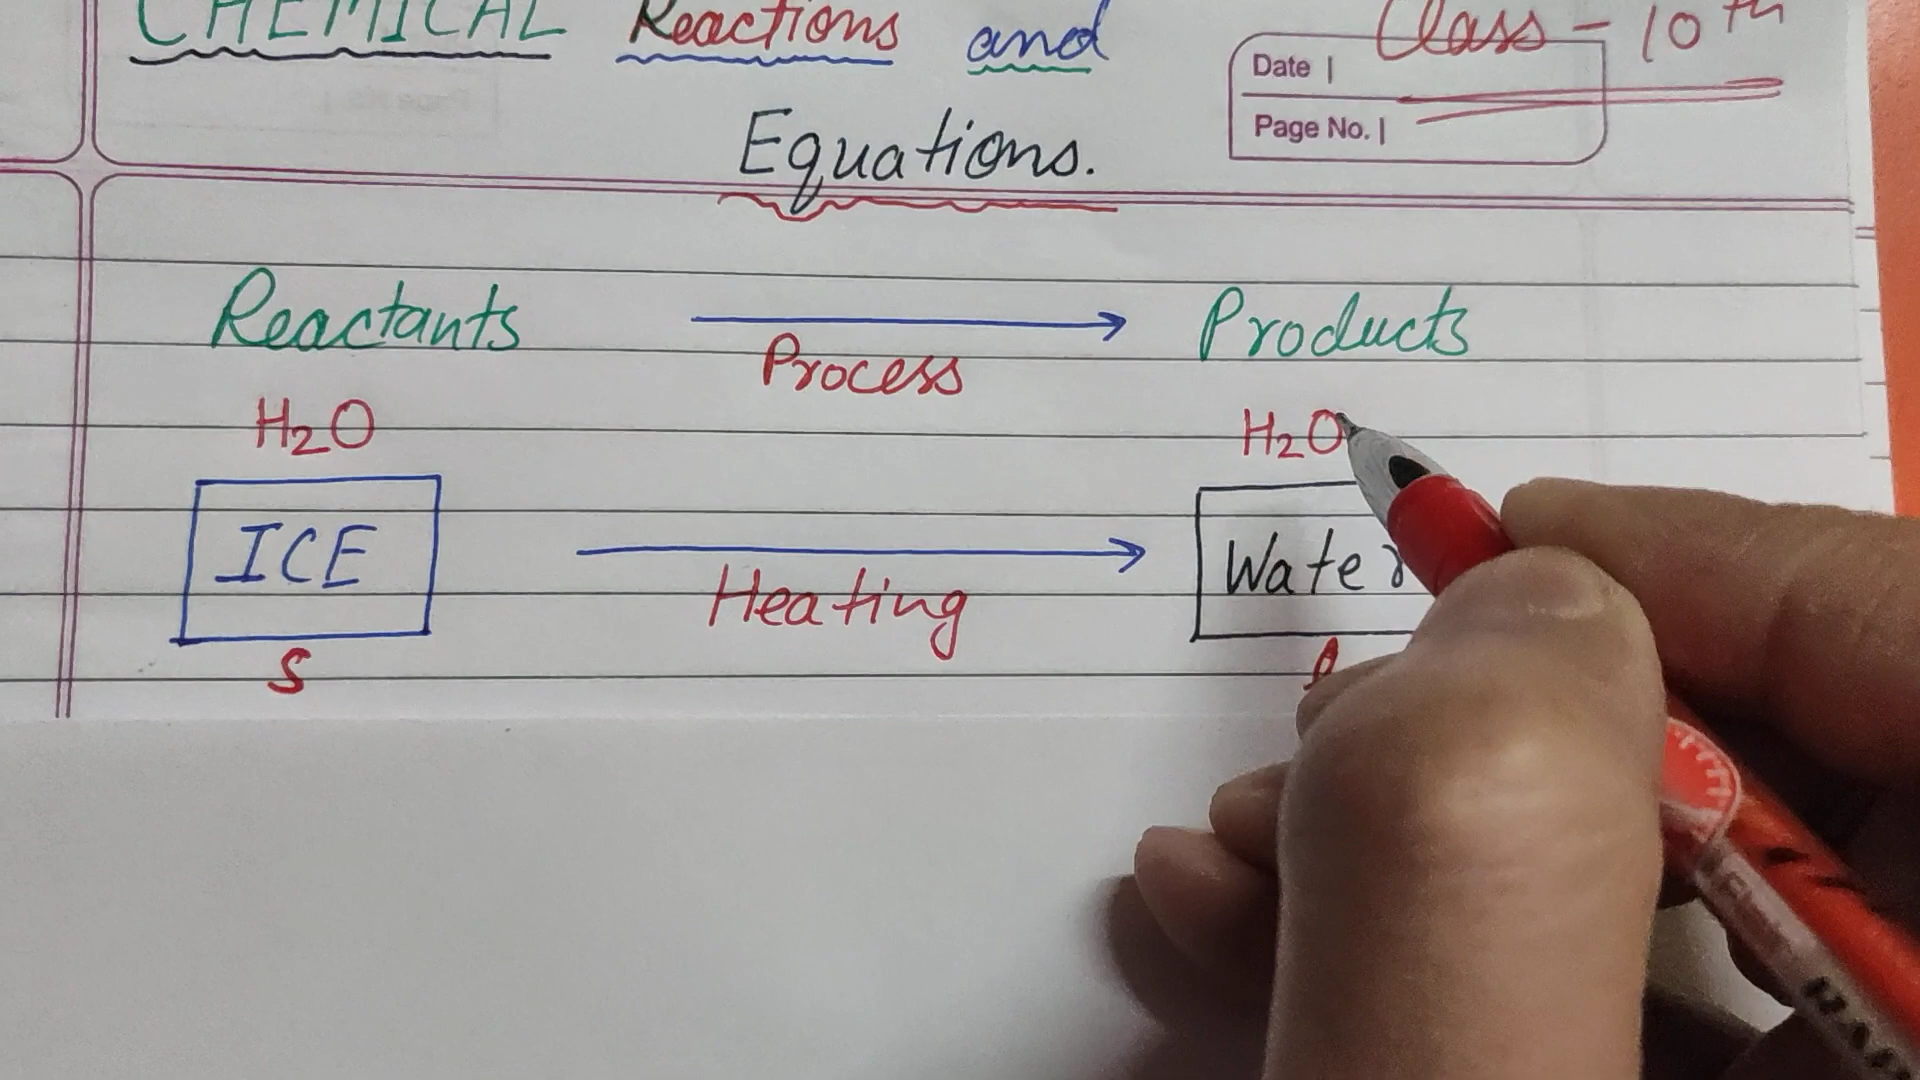 CHEMICAL Reactions and
Class - 10th
Equations.
Date |
Page No. |
Reactants → Products
Process
H₂O H₂O
ICE → Water
Heating
S